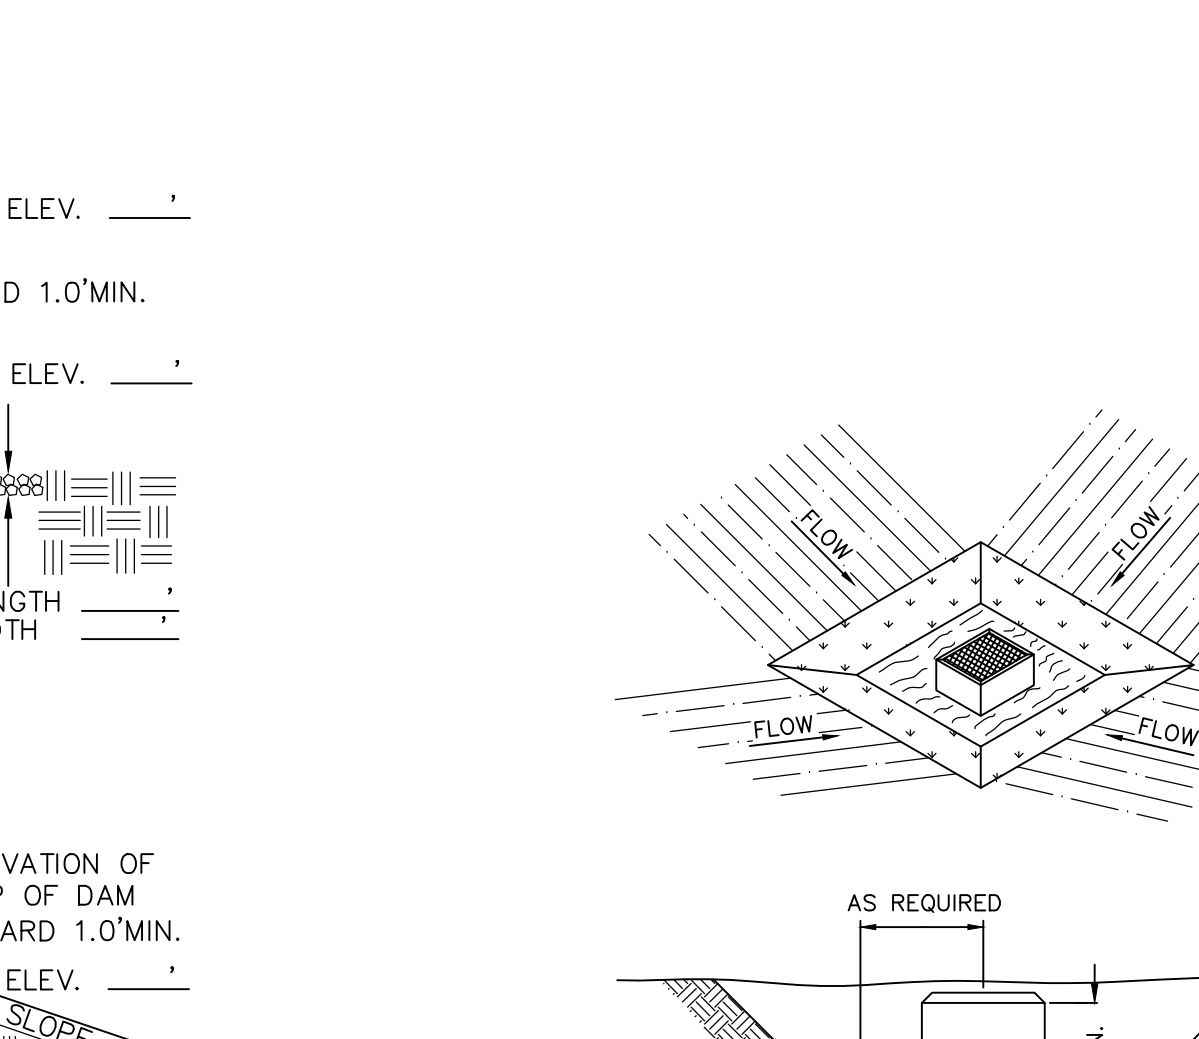 ELEV. ____'
D 1.0'MIN.
ELEV. ____'
NGTH ____'
TH ____'
FLOW
FLOW
FLOW
FLOW
VATION OF
OF DAM
ARD 1.0'MIN.
ELEV. ____'
SLOPE
AS REQUIRED
N.